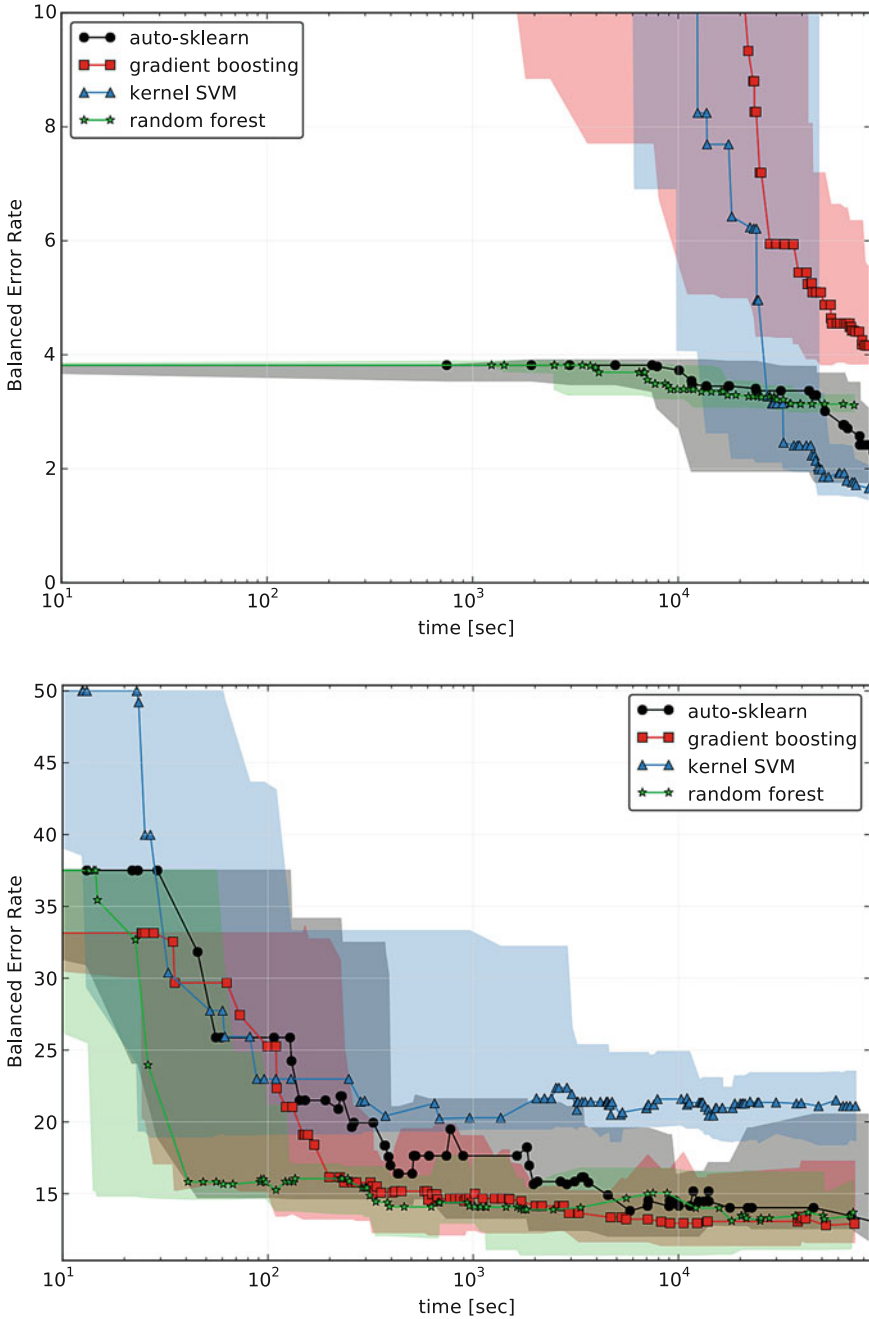 auto-sklearn
gradient boosting
kernel SVM
random forest
Balanced Error Rate
10
8
6
4
2
0
10¹ 10² 10³ 10⁴
time [sec]
auto-sklearn
gradient boosting
kernel SVM
random forest
Balanced Error Rate
50
45
40
35
30
25
20
15
10¹ 10² 10³ 10⁴
time [sec]